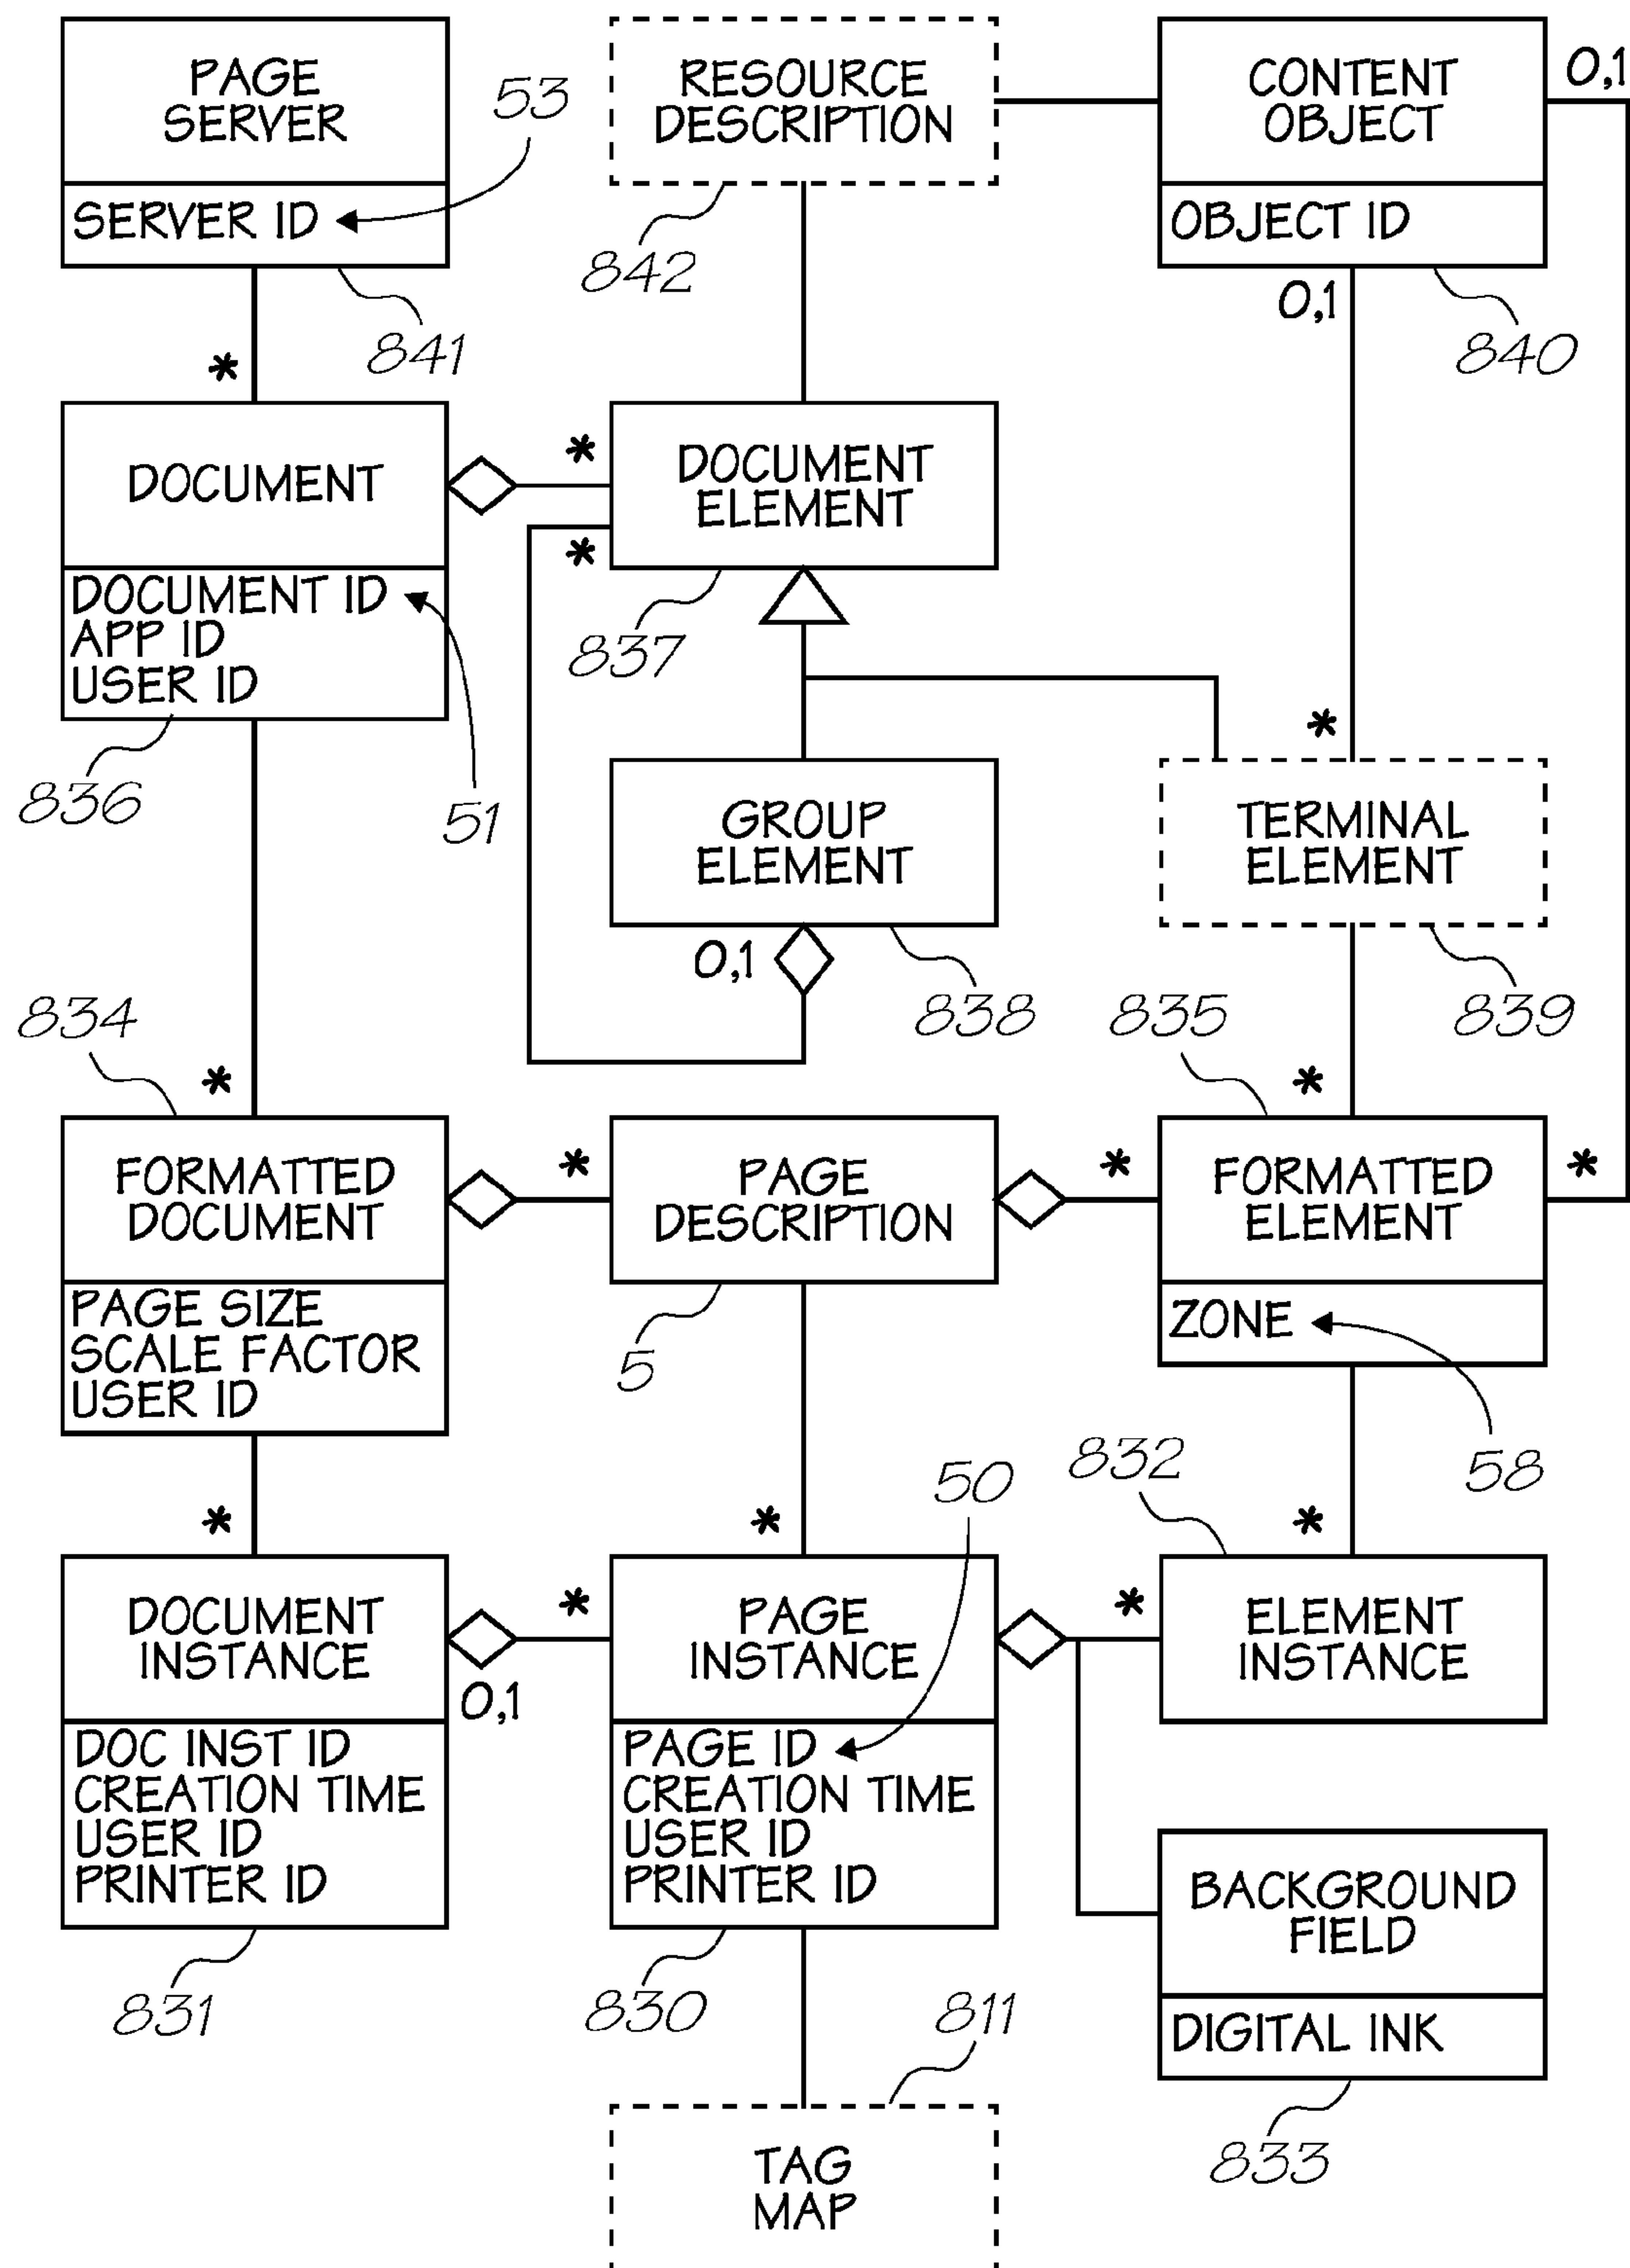 PAGE
SERVER
SERVER ID
53
841
RESOURCE
DESCRIPTION
842
CONTENT
OBJECT
OBJECT ID
0,1
0,1
840
*
DOCUMENT
DOCUMENT ID
APP ID
USER ID
836
51
*
*
DOCUMENT
ELEMENT
837
GROUP
ELEMENT
0,1
838
*
TERMINAL
ELEMENT
839
834
*
FORMATTED
DOCUMENT
PAGE SIZE
SCALE FACTOR
USER ID
*
PAGE
DESCRIPTION
5
835
*
*
FORMATTED
ELEMENT
*
ZONE
58
*
DOCUMENT
INSTANCE
DOC INST ID
CREATION TIME
USER ID
PRINTER ID
0,1
831
*
*
50
PAGE
INSTANCE
PAGE ID
CREATION TIME
USER ID
PRINTER ID
830
832
*
*
ELEMENT
INSTANCE
BACKGROUND
FIELD
DIGITAL INK
833
811
TAG
MAP